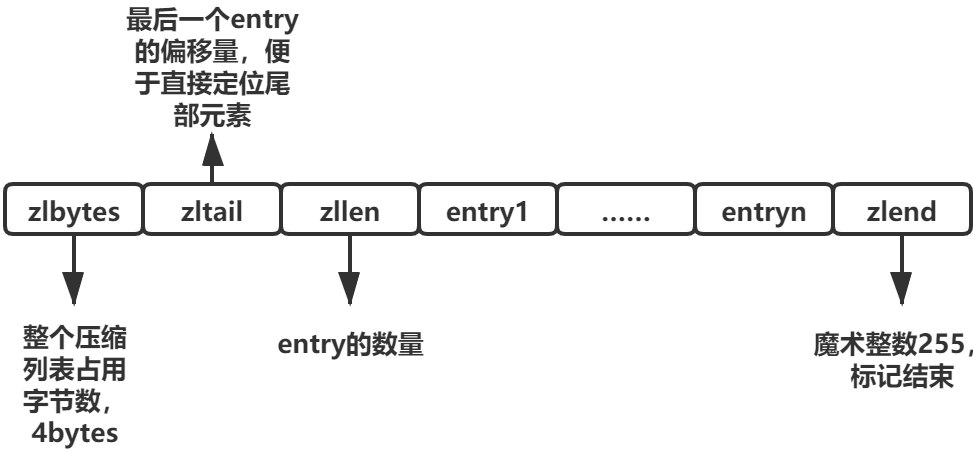 最后一个entry
的偏移量，便
于直接定位尾
部元素
zlbytes zltail zllen entry1 …… entryn zlend
整个压缩
列表占用
字节数，
4bytes
entry的数量
魔术整数255，
标记结束